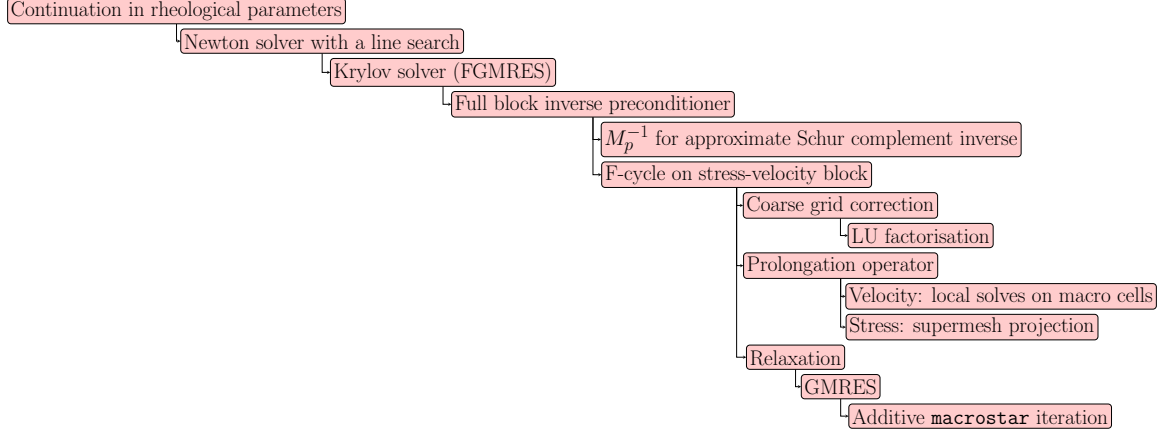 Continuation in rheological parameters
Newton solver with a line search
Krylov solver (FGMRES)
Full block inverse preconditioner
$M_p^{-1}$ for approximate Schur complement inverse
F-cycle on stress-velocity block
Coarse grid correction
LU factorisation
Prolongation operator
Velocity: local solves on macro cells
Stress: supermesh projection
Relaxation
GMRES
Additive macrostar iteration